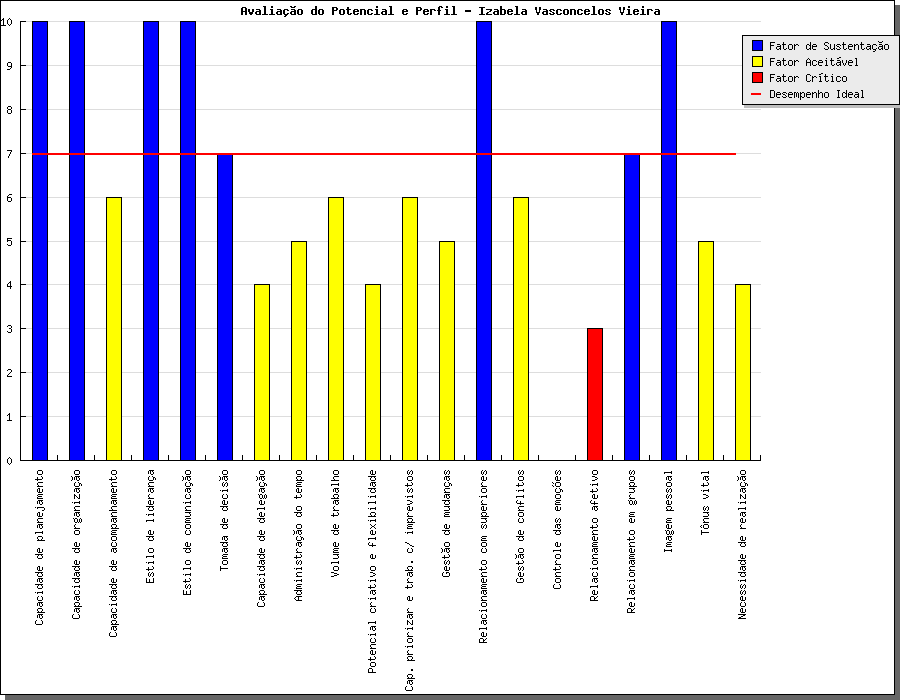 Avaliação do Potencial e Perfil - Izabela Vasconcelos Vieira
Fator de Sustentação
Fator Aceitável
Fator Crítico
Desempenho Ideal
10
9
8
7
6
5
4
3
2
1
0
Capacidade de planejamento
Capacidade de organização
Capacidade de acompanhamento
Estilo de liderança
Estilo de comunicação
Tomada de decisão
Capacidade de delegação
Administração do tempo
Volume de trabalho
Potencial criativo e flexibilidade
Cap. priorizar e trab. c/ imprevistos
Gestão de mudanças
Relacionamento com superiores
Gestão de conflitos
Controle das emoções
Relacionamento afetivo
Relacionamento em grupos
Imagem pessoal
Tônus vital
Necessidade de realização